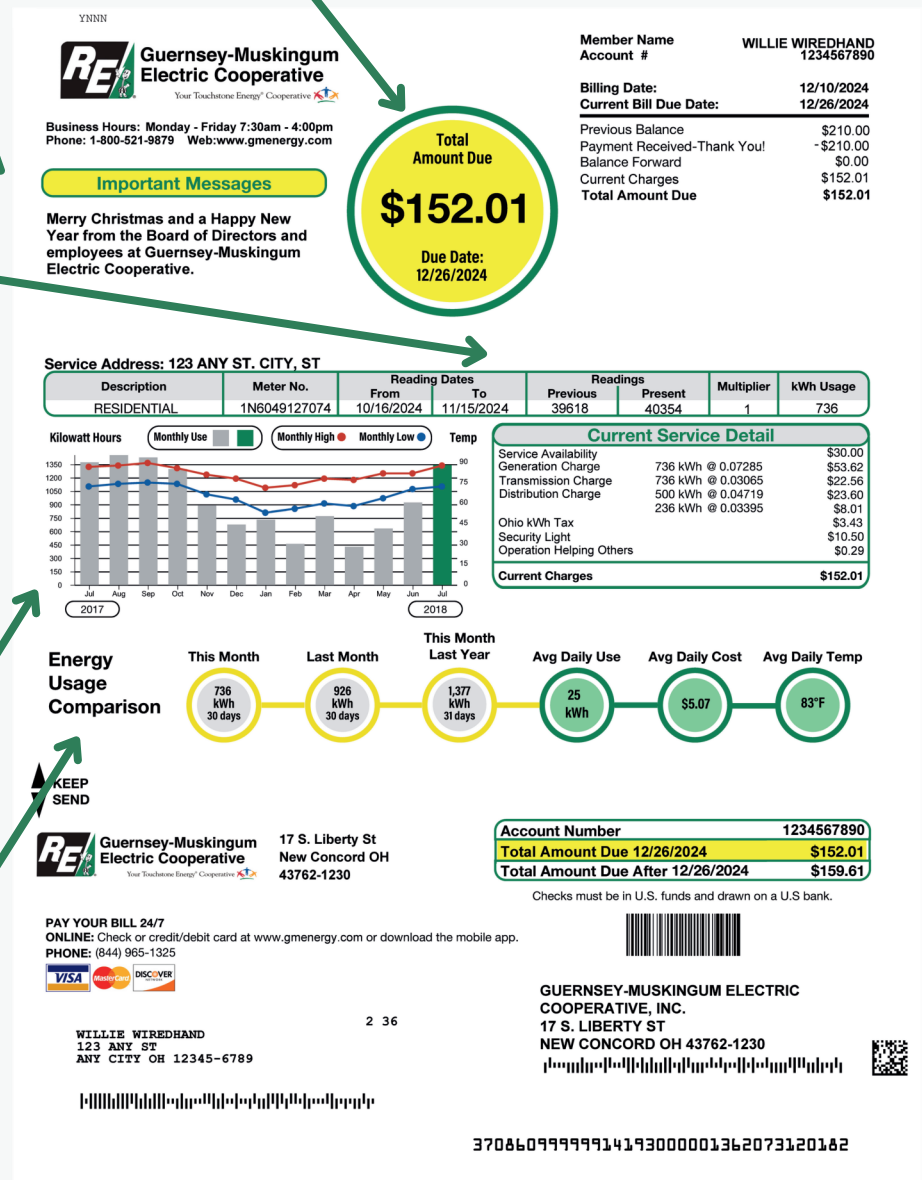 YNNN
RE
Guernsey-Muskingum
Electric Cooperative
Your Touchstone Energy® Cooperative
Business Hours: Monday - Friday 7:30am - 4:00pm
Phone: 1-800-521-9879 Web:www.gmenergy.com
Important Messages
Merry Christmas and a Happy New
Year from the Board of Directors and
employees at Guernsey-Muskingum
Electric Cooperative.
Total
Amount Due
$152.01
Due Date:
12/26/2024
Member Name WILLIE WIREDHAND
Account # 1234567890
Billing Date: 12/10/2024
Current Bill Due Date: 12/26/2024
Previous Balance $210.00
Payment Received-Thank You! -$210.00
Balance Forward $0.00
Current Charges $152.01
Total Amount Due $152.01
Service Address: 123 ANY ST. CITY, ST
Description Meter No. Reading Dates From To Readings Previous Present Multiplier kWh Usage
RESIDENTIAL 1N6049127074 10/16/2024 11/15/2024 39618 40354 1 736
Kilowatt Hours Monthly Use Monthly High Monthly Low Temp
1350 90
1200
1050 75
900 60
750
600 45
450 30
300
150 15
0 0
Jul Aug Sep Oct Nov Dec Jan Feb Mar Apr May Jun Jul
2017 2018
Current Service Detail
Service Availability $30.00
Generation Charge 736 kWh @ 0.07285 $53.62
Transmission Charge 736 kWh @ 0.03065 $22.56
Distribution Charge 500 kWh @ 0.04719 $23.60
236 kWh @ 0.03395 $8.01
Ohio kWh Tax $3.43
Security Light $10.50
Operation Helping Others $0.29
Current Charges $152.01
Energy
Usage
Comparison
This Month
736
kWh
30 days
Last Month
926
kWh
30 days
This Month
Last Year
1,377
kWh
31 days
Avg Daily Use
25
kWh
Avg Daily Cost
$5.07
Avg Daily Temp
83°F
KEEP
SEND
RE
Guernsey-Muskingum
Electric Cooperative
Your Touchstone Energy® Cooperative
17 S. Liberty St
New Concord OH
43762-1230
Account Number 1234567890
Total Amount Due 12/26/2024 $152.01
Total Amount Due After 12/26/2024 $159.61
Checks must be in U.S. funds and drawn on a U.S bank.
PAY YOUR BILL 24/7
ONLINE: Check or credit/debit card at www.gmenergy.com or download the mobile app.
PHONE: (844) 965-1325
VISA MasterCard DISCOVER
2 36
WILLIE WIREDHAND
123 ANY ST
ANY CITY OH 12345-6789
GUERNSEY-MUSKINGUM ELECTRIC
COOPERATIVE, INC.
17 S. LIBERTY ST
NEW CONCORD OH 43762-1230